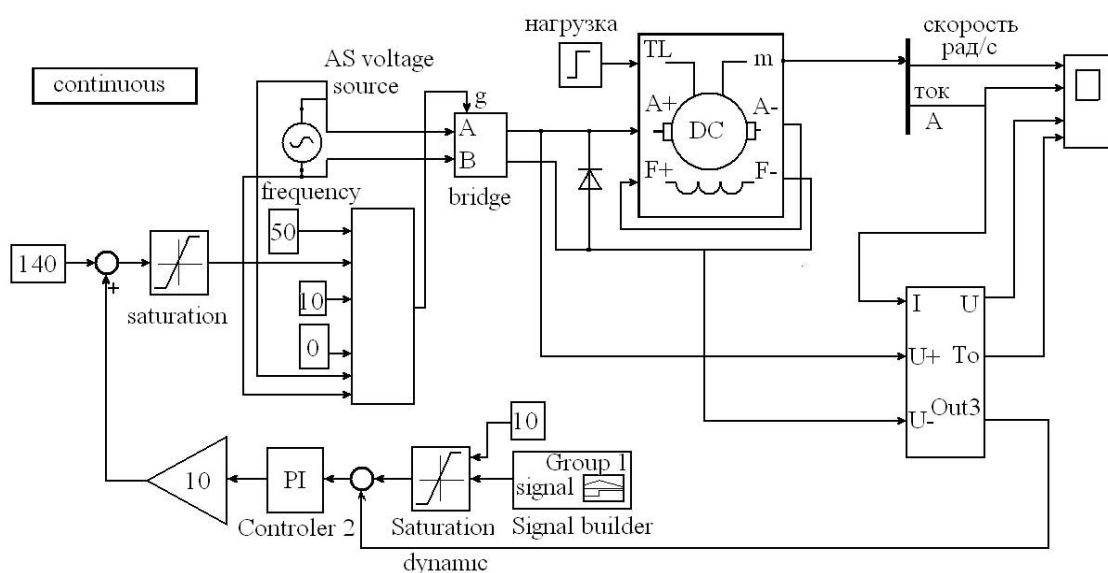 нагрузка
скорость
рад/с
ток
А
continuous
AS voltage
source
g
A
B
bridge
TL
m
A+
A-
DC
F+
F-
frequency
50
140
+
saturation
10
0
I
U
U+
To
U-
Out3
10
Group 1
signal
Signal builder
10
PI
Controler 2
Saturation
dynamic